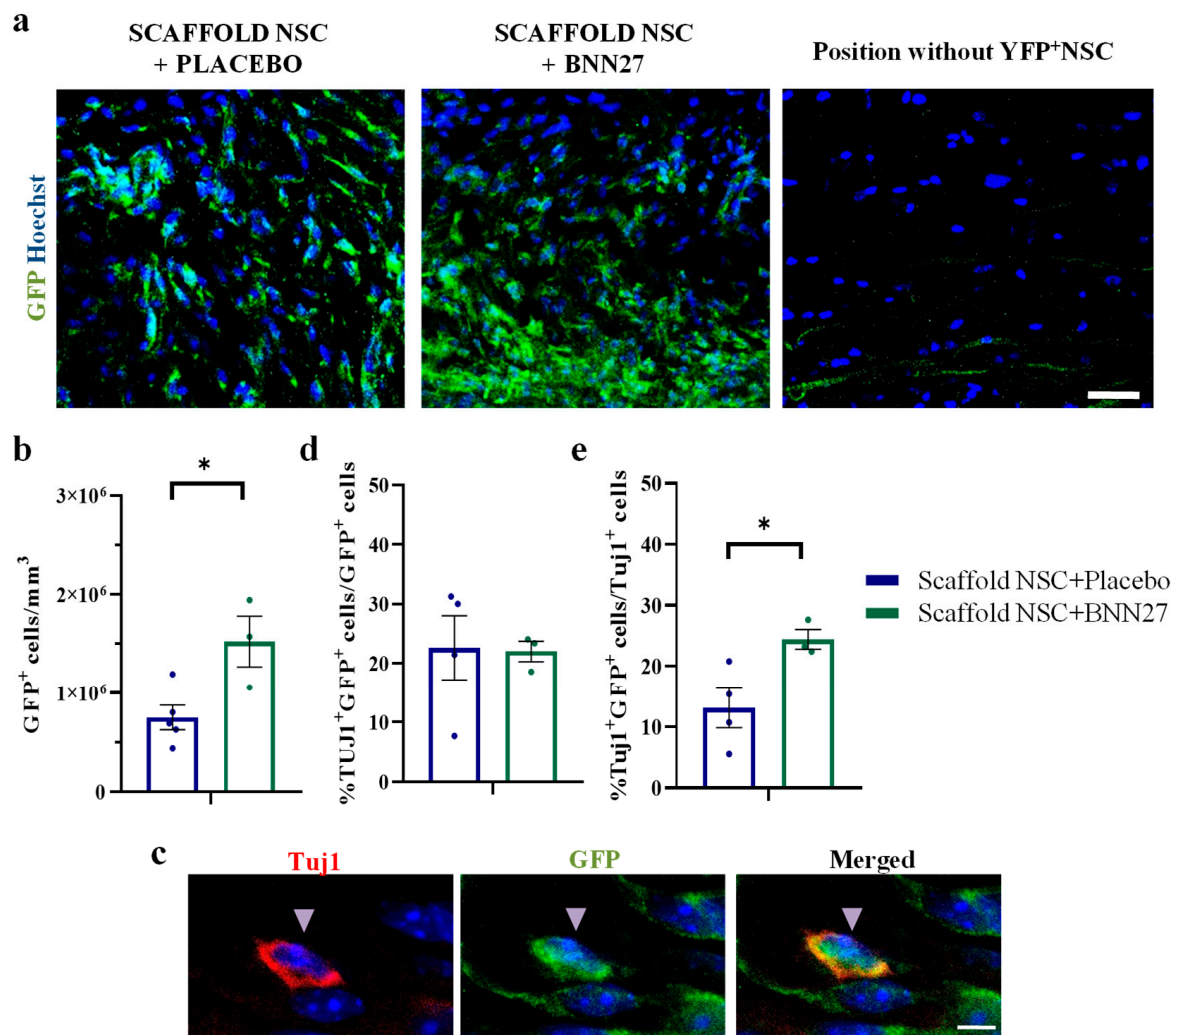 a
SCAFFOLD NSC
+ PLACEBO
SCAFFOLD NSC
+ BNN27
Position without YFP⁺NSC
GFP Hoechst
b
GFP⁺ cells/mm³
3×10⁶
2×10⁶
1×10⁶
0
*
d
%TUJ1⁺GFP⁺ cells/GFP⁺ cells
50
40
30
20
10
0
e
%Tuj1⁺GFP⁺ cells/Tuj1⁺ cells
50
40
30
20
10
0
*
Scaffold NSC+Placebo
Scaffold NSC+BNN27
c
Tuj1
GFP
Merged